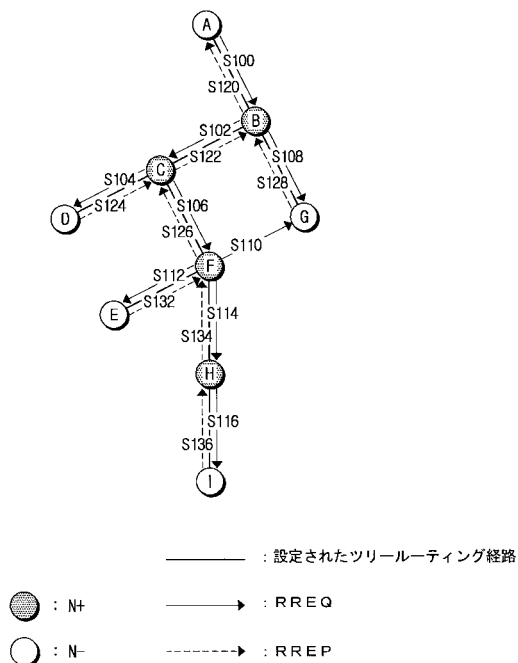 A
S100
S120
B
S102
S122
C
S108
S128
S104
S124
D
S106
S126
G
S110
F
S112
S132
E
S114
S134
H
S116
S136
I
: 設定されたツリールーティング経路
: N+
: RREQ
: N-
: RREP